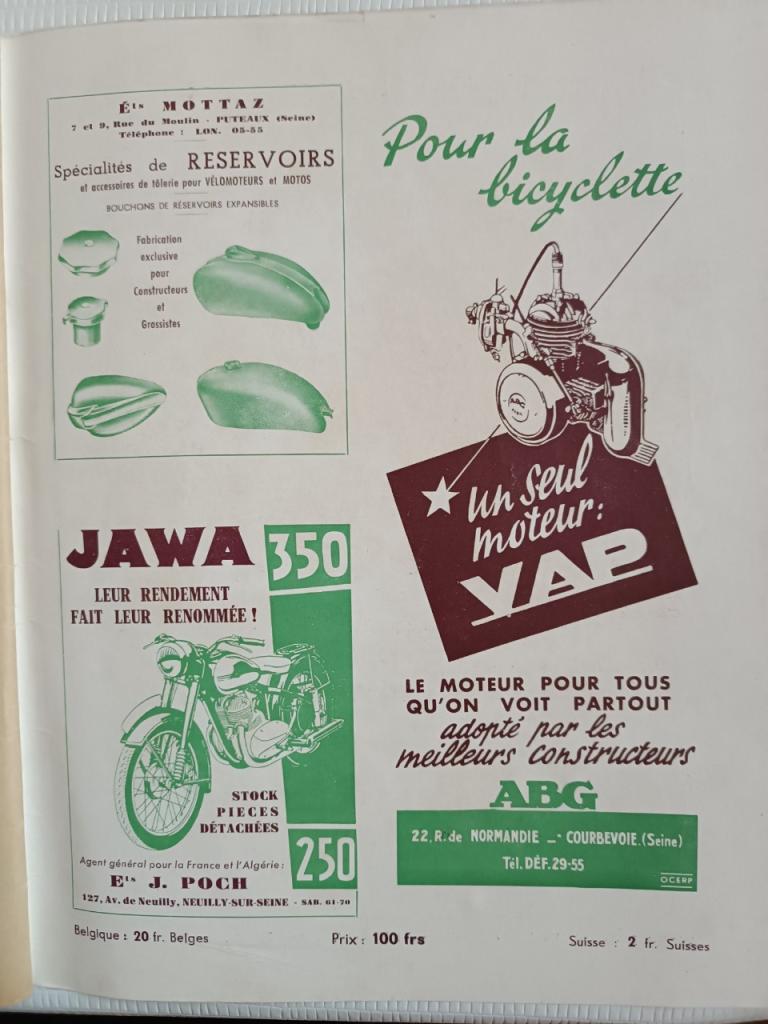 Éts MOTTAZ
7 et 9, Rue du Moulin - PUTEAUX (Seine)
Téléphone : LON. 05-55
Spécialités de RESERVOIRS
et accessoires de tôlerie pour VÉLOMOTEURS et MOTOS
BOUCHONS DE RÉSERVOIRS EXPANSIBLES
Fabrication
exclusive
pour
Constructeurs
et
Grossistes
JAWA 350
LEUR RENDEMENT
FAIT LEUR RENOMMÉE !
STOCK
PIECES
DÉTACHÉES
250
Agent général pour la France et l'Algérie :
Ets J. POCH
127, Av. de Neuilly, NEUILLY-SUR-SEINE - SAB. 61-70
Pour la
bicyclette
ABG
un seul
moteur :
VAP
LE MOTEUR POUR TOUS
QU'ON VOIT PARTOUT
adopté par les
meilleurs constructeurs
ABG
22, R. de NORMANDIE - COURBEVOIE. (Seine)
Tél. DÉF. 29-55
OCERP
Belgique : 20 fr. Belges
Prix : 100 frs
Suisse : 2 fr. Suisses